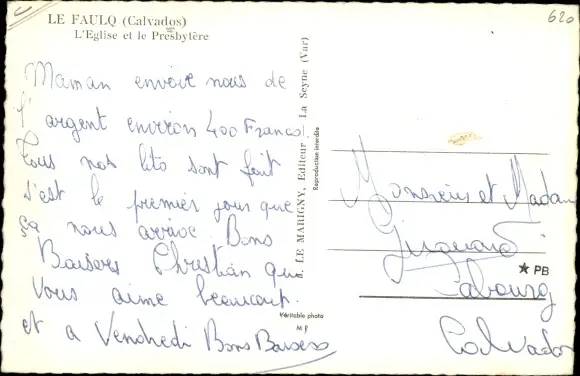 LE FAULQ (Calvados)
L'Eglise et le Presbytère
620
Maman envoie nous de
l'argent environ 400 Francs.
Tous nos lits sont fait
s'est le premier jour que
ça nous arrive. Bons
Baisers Christian qui
vous aime beaucoup.
et a Vendredi Bons Baisers
LE MARIGNY, Editeur, La Seyne (Var)
Reproduction interdite
Véritable photo
M P
Monsieur et Madame
★ PB
Cabourg
Calvados